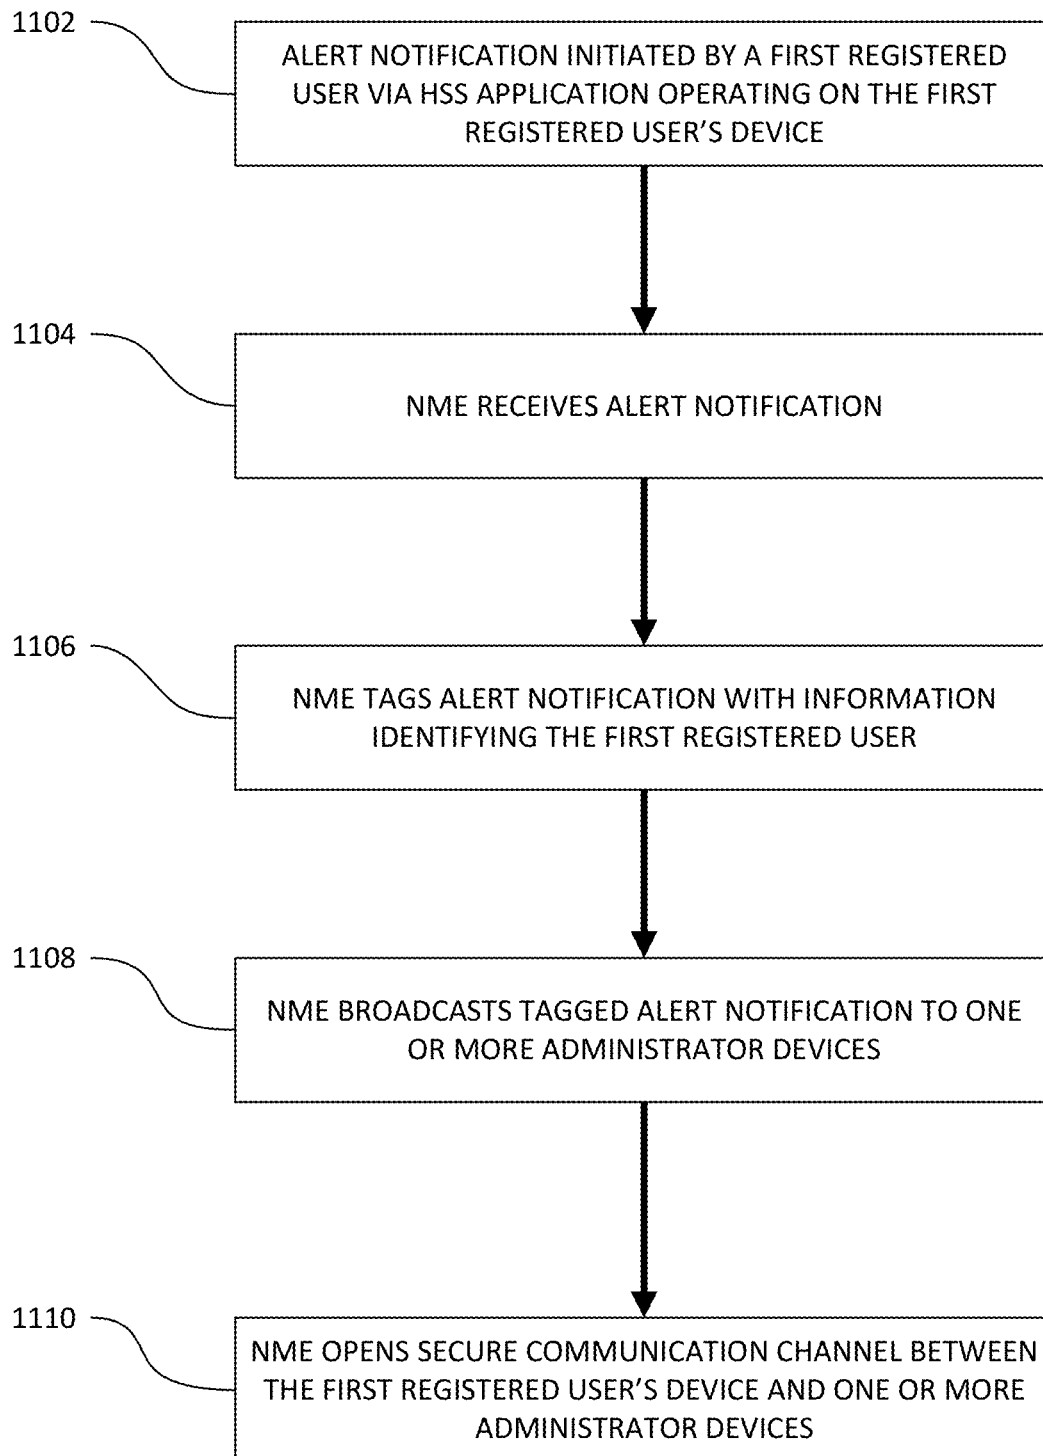 1102
ALERT NOTIFICATION INITIATED BY A FIRST REGISTERED
USER VIA HSS APPLICATION OPERATING ON THE FIRST
REGISTERED USER’S DEVICE
1104
NME RECEIVES ALERT NOTIFICATION
1106
NME TAGS ALERT NOTIFICATION WITH INFORMATION
IDENTIFYING THE FIRST REGISTERED USER
1108
NME BROADCASTS TAGGED ALERT NOTIFICATION TO ONE
OR MORE ADMINISTRATOR DEVICES
1110
NME OPENS SECURE COMMUNICATION CHANNEL BETWEEN
THE FIRST REGISTERED USER’S DEVICE AND ONE OR MORE
ADMINISTRATOR DEVICES